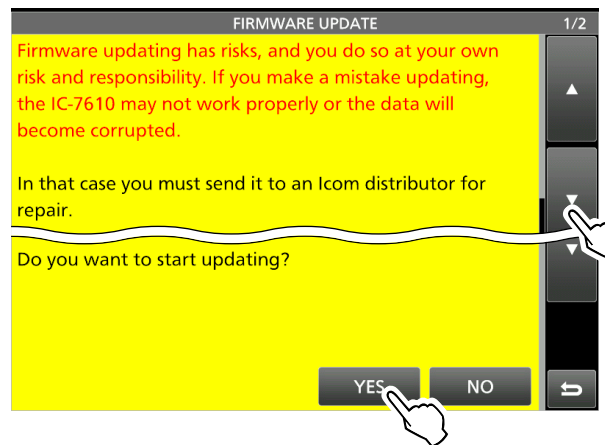 FIRMWARE UPDATE 1/2
Firmware updating has risks, and you do so at your own
risk and responsibility. If you make a mistake updating,
the IC-7610 may not work properly or the data will
become corrupted.
In that case you must send it to an Icom distributor for
repair.
Do you want to start updating?
YES NO